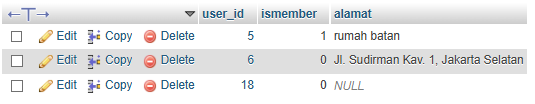 ←T→ user_id ismember alamat
Edit Copy Delete 5 1 rumah batan
Edit Copy Delete 6 0 Jl. Sudirman Kav. 1, Jakarta Selatan
Edit Copy Delete 18 0 NULL